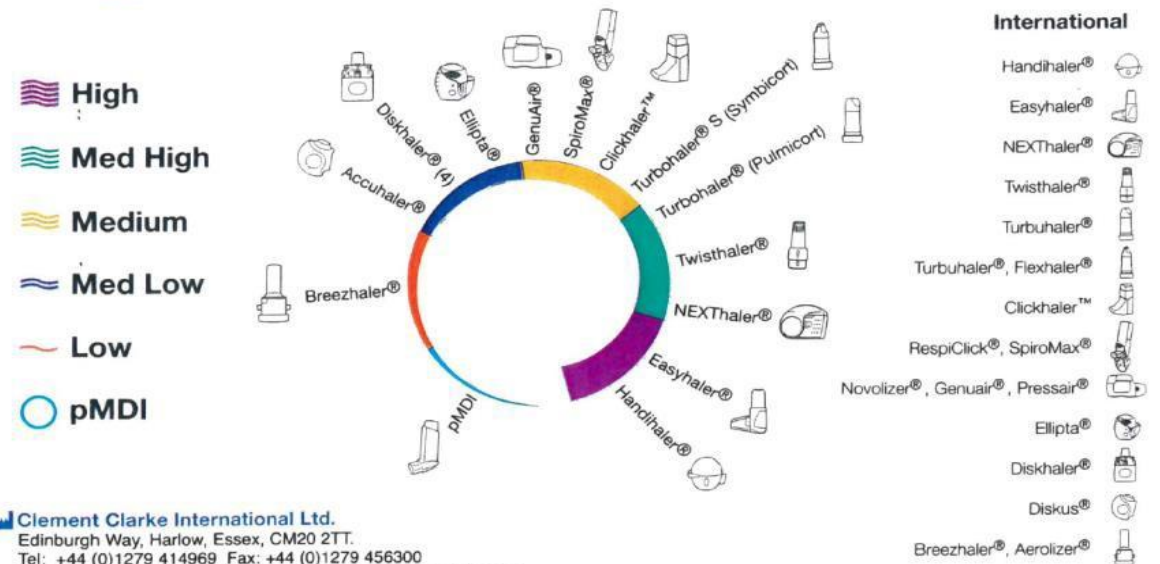 High
Med High
Medium
Med Low
Low
pMDI
pMDI
Breezhaler®
Accuhaler®
Diskhaler® (4)
Ellipta®
GenuAir®
SpiroMax®
Clickhaler™
Turbohaler® S (Symbicort)
Turbohaler® (Pulmicort)
Twisthaler®
NEXThaler®
Easyhaler®
Handihaler®
International
Handihaler®
Easyhaler®
NEXThaler®
Twisthaler®
Turbuhaler®
Turbuhaler®, Flexhaler®
Clickhaler™
RespiClick®, SpiroMax®
Novolizer®, Genuair®, Pressair®
Ellipta®
Diskhaler®
Diskus®
Breezhaler®, Aerolizer®
Clement Clarke International Ltd.
Edinburgh Way, Harlow, Essex, CM20 2TT.
Tel: +44 (0)1279 414969 Fax: +44 (0)1279 456300